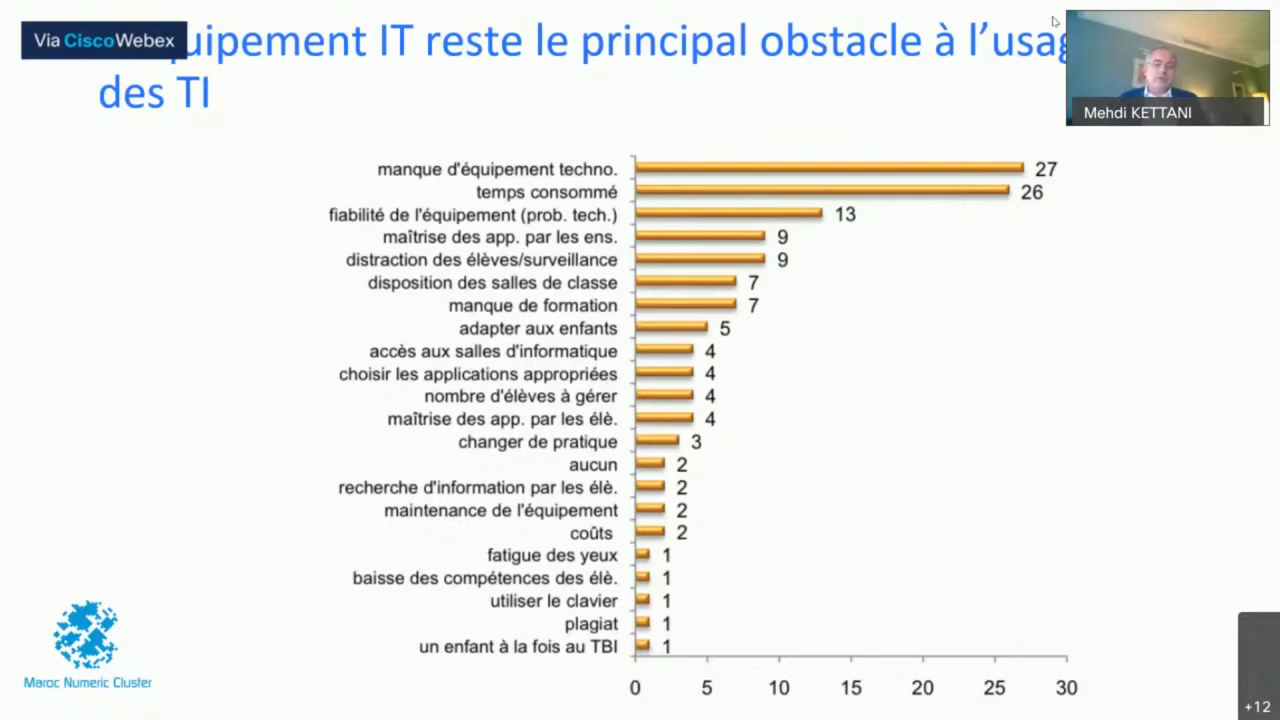 Via CiscoWebex
uipement IT reste le principal obstacle à l'usag
des TI
Mehdi KETTANI
manque d'équipement techno. 27
temps consommé 26
fiabilité de l'équipement (prob. tech.) 13
maîtrise des app. par les ens. 9
distraction des élèves/surveillance 9
disposition des salles de classe 7
manque de formation 7
adapter aux enfants 5
accès aux salles d'informatique 4
choisir les applications appropriées 4
nombre d'élèves à gérer 4
maîtrise des app. par les élè. 4
changer de pratique 3
aucun 2
recherche d'information par les élè. 2
maintenance de l'équipement 2
coûts 2
fatigue des yeux 1
baisse des compétences des élè. 1
utiliser le clavier 1
plagiat 1
un enfant à la fois au TBI 1
0 5 10 15 20 25 30
Maroc Numeric Cluster
+12